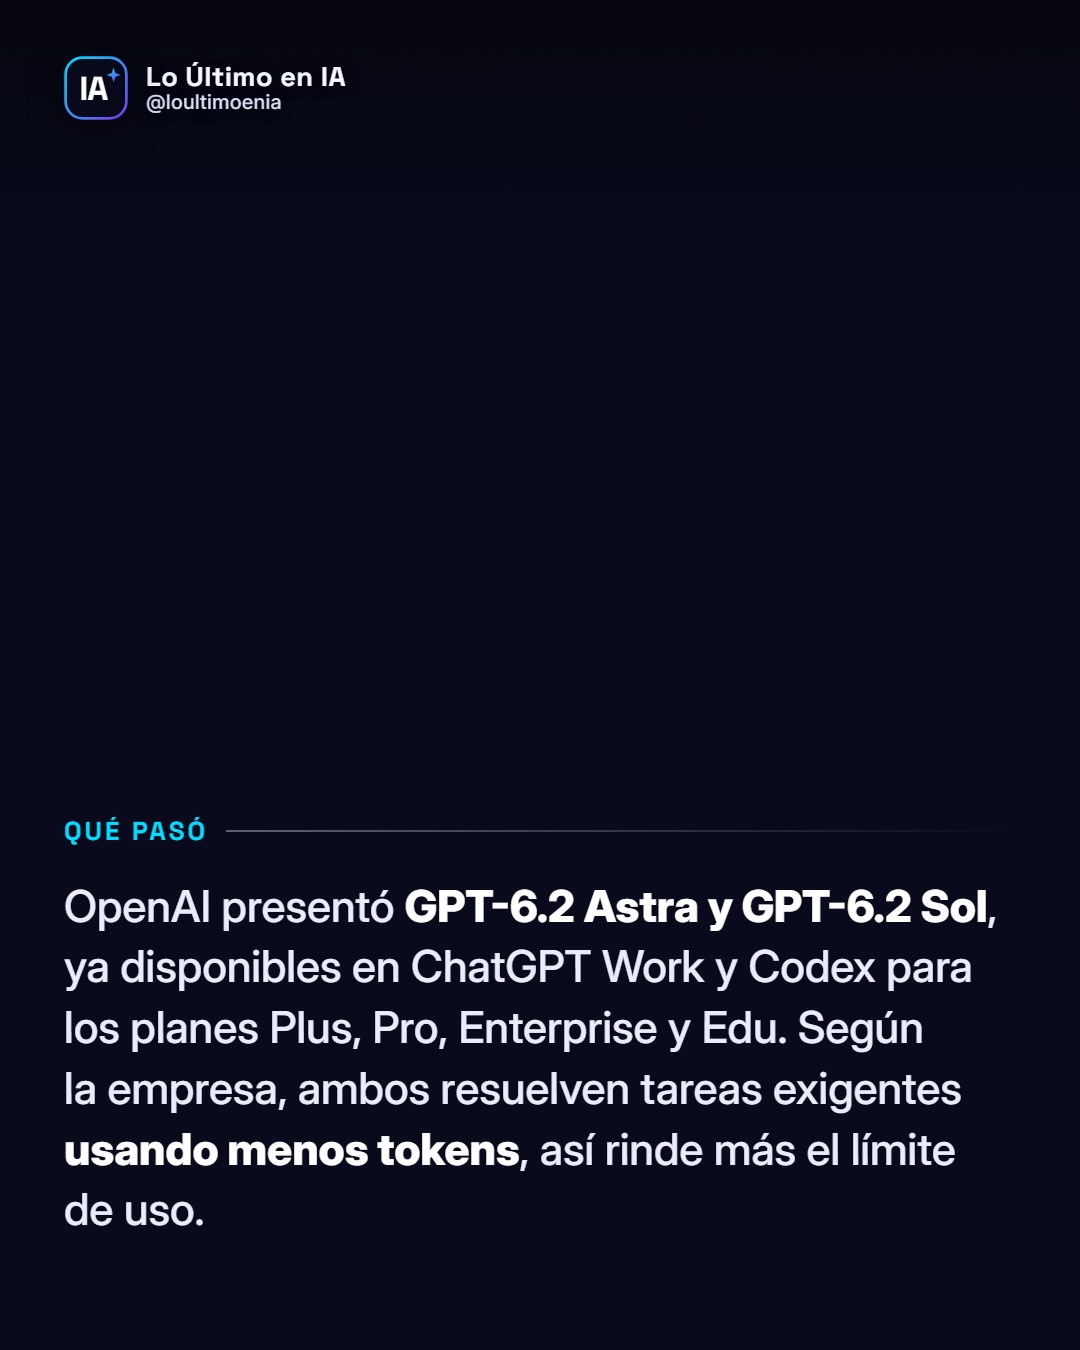 IA
Lo Último en IA
@loultimoenia
QUÉ PASÓ
OpenAI presentó GPT-6.2 Astra y GPT-6.2 Sol,
ya disponibles en ChatGPT Work y Codex para
los planes Plus, Pro, Enterprise y Edu. Según
la empresa, ambos resuelven tareas exigentes
usando menos tokens, así rinde más el límite
de uso.